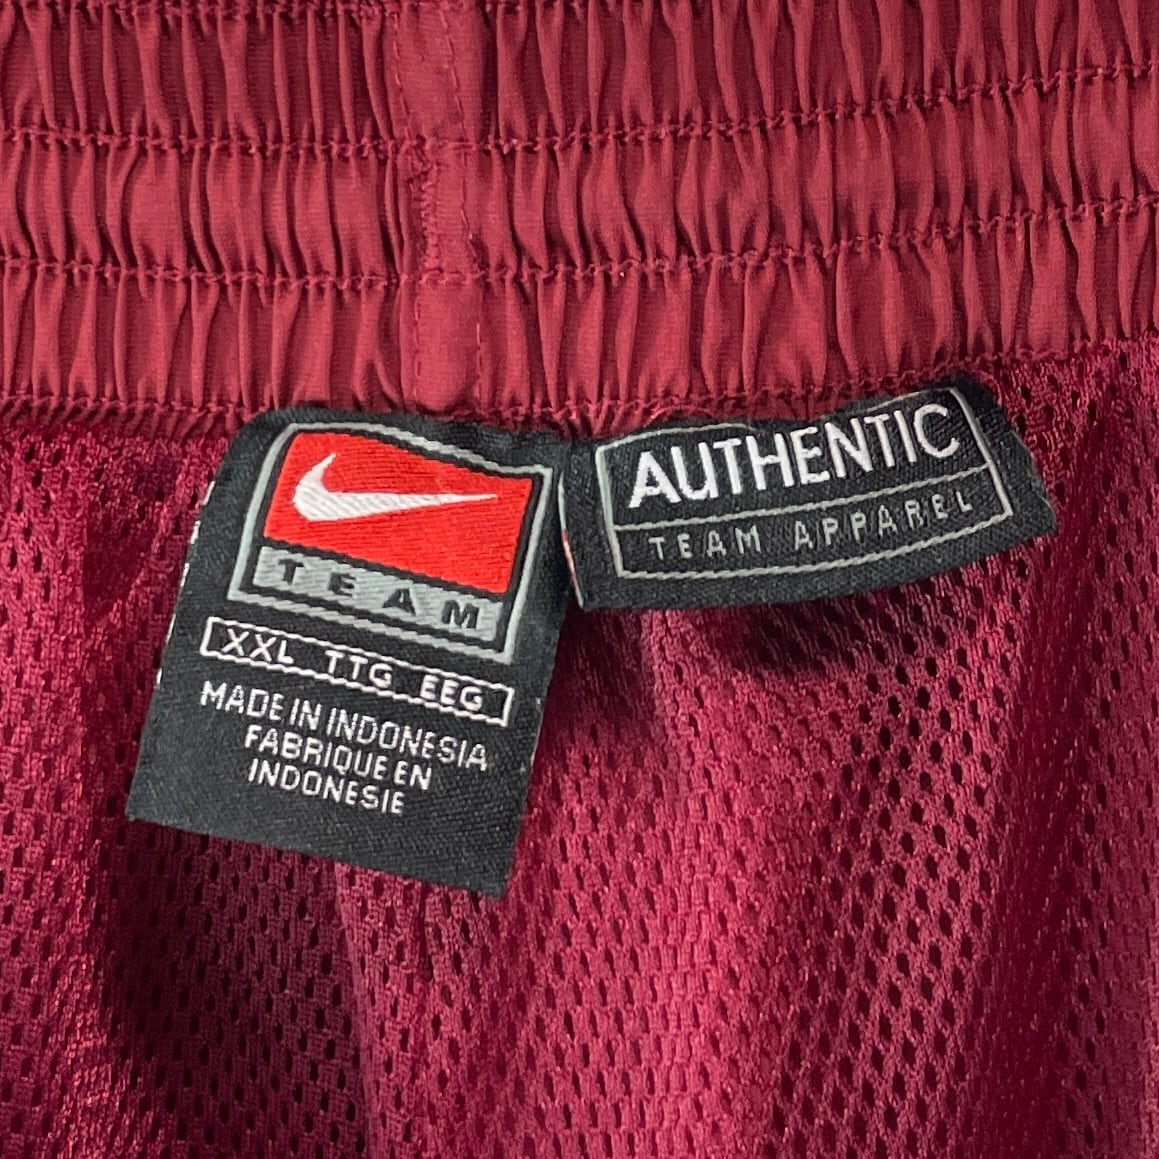 TEAM
XXL TTG EEG
MADE IN INDONESIA
FABRIQUE EN
INDONESIE
AUTHENTIC
TEAM APPAREL